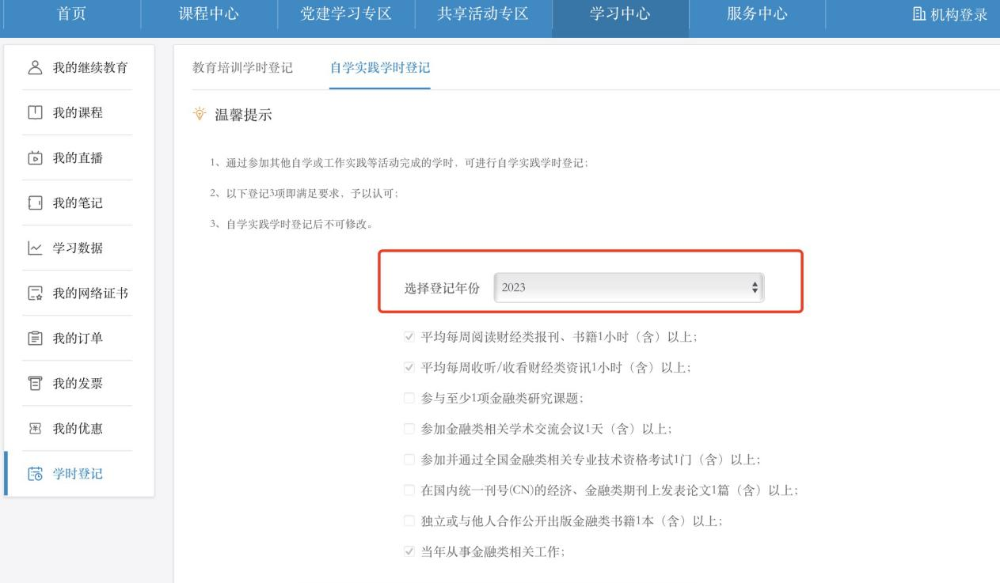 首页
课程中心
党建学习专区
共享活动专区
学习中心
服务中心
机构登录
我的继续教育
我的课程
我的直播
我的笔记
学习数据
我的网络证书
我的订单
我的发票
我的优惠
学时登记
教育培训学时登记
自学实践学时登记
温馨提示
1、通过参加其他自学或工作实践等活动完成的学时，可进行自学实践学时登记；
2、以下登记3项即满足要求，予以认可；
3、自学实践学时登记后不可修改。
选择登记年份 2023
平均每周阅读财经类报刊、书籍1小时（含）以上；
平均每周收听/收看财经类资讯1小时（含）以上；
参与至少1项金融类研究课题；
参加金融类相关学术交流会议1天（含）以上；
参加并通过全国金融类相关专业技术资格考试1门（含）以上；
在国内统一刊号(CN)的经济、金融类期刊上发表论文1篇（含）以上；
独立或与他人合作公开出版金融类书籍1本（含）以上；
当年从事金融类相关工作；